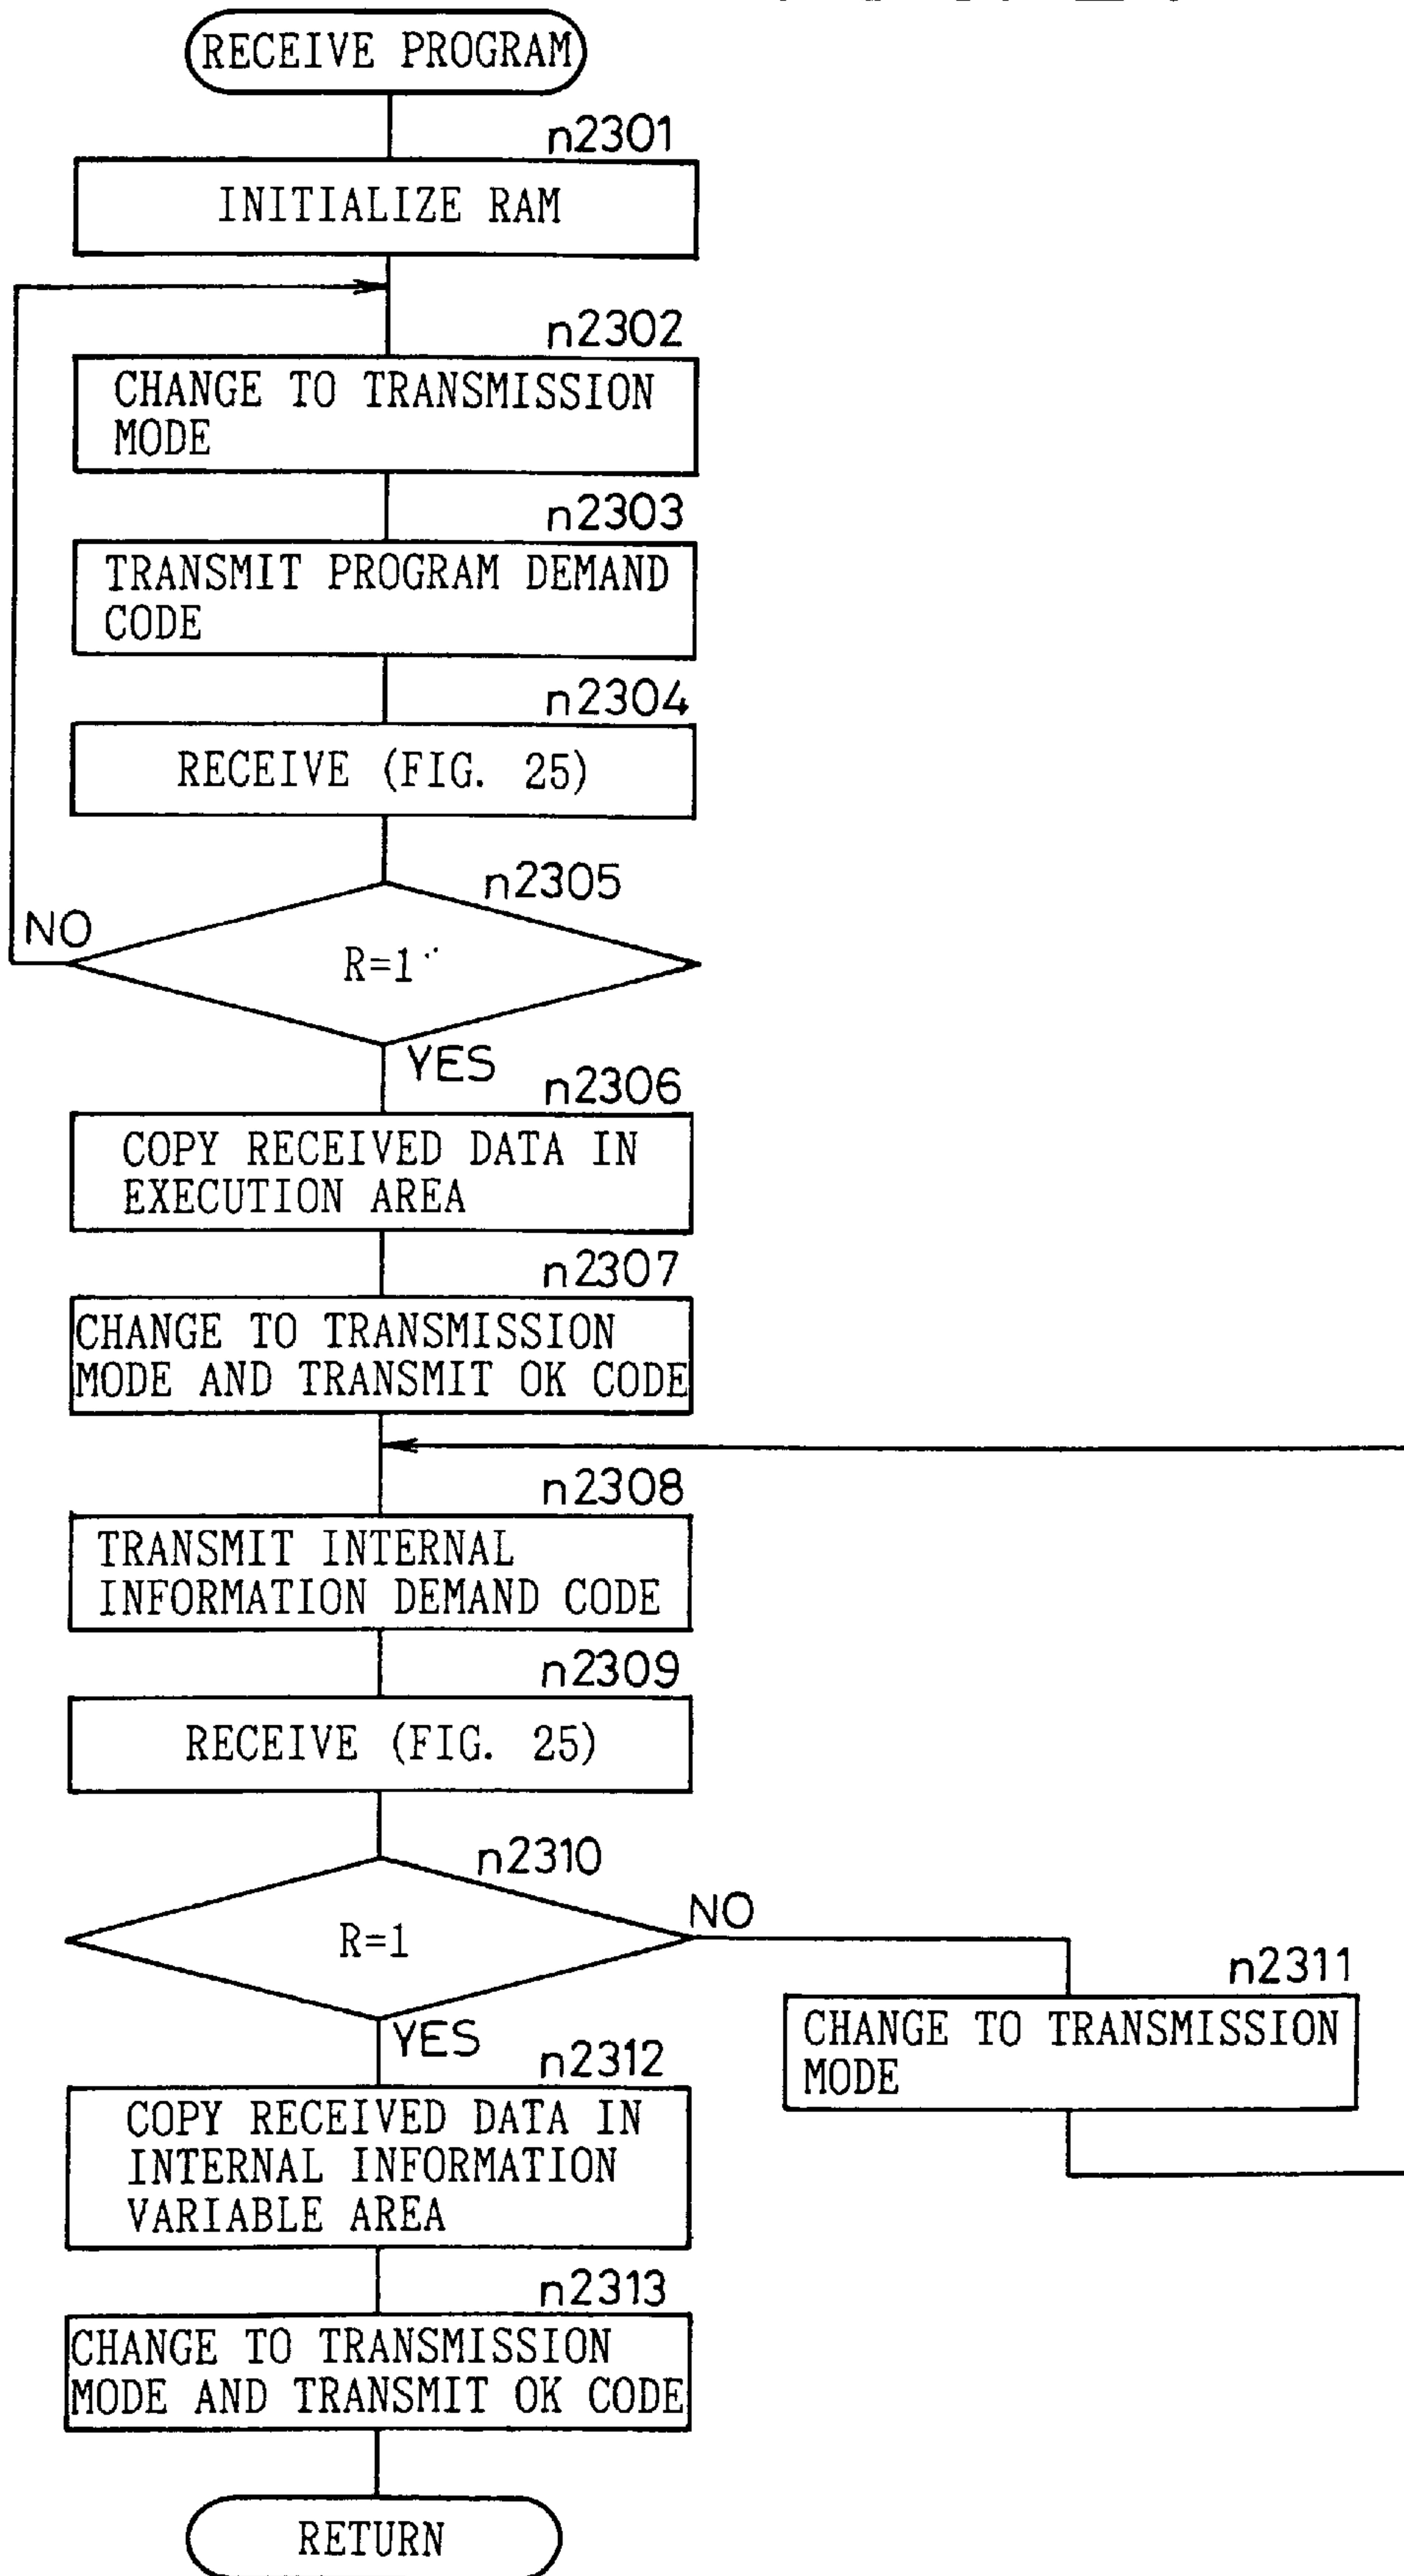 RECEIVE PROGRAM
n2301
INITIALIZE RAM
n2302
CHANGE TO TRANSMISSION
MODE
n2303
TRANSMIT PROGRAM DEMAND
CODE
n2304
RECEIVE (FIG. 25)
n2305
NO
R=1
YES
n2306
COPY RECEIVED DATA IN
EXECUTION AREA
n2307
CHANGE TO TRANSMISSION
MODE AND TRANSMIT OK CODE
n2308
TRANSMIT INTERNAL
INFORMATION DEMAND CODE
n2309
RECEIVE (FIG. 25)
n2310
NO
R=1
YES
n2311
CHANGE TO TRANSMISSION
MODE
n2312
COPY RECEIVED DATA IN
INTERNAL INFORMATION
VARIABLE AREA
n2313
CHANGE TO TRANSMISSION
MODE AND TRANSMIT OK CODE
RETURN